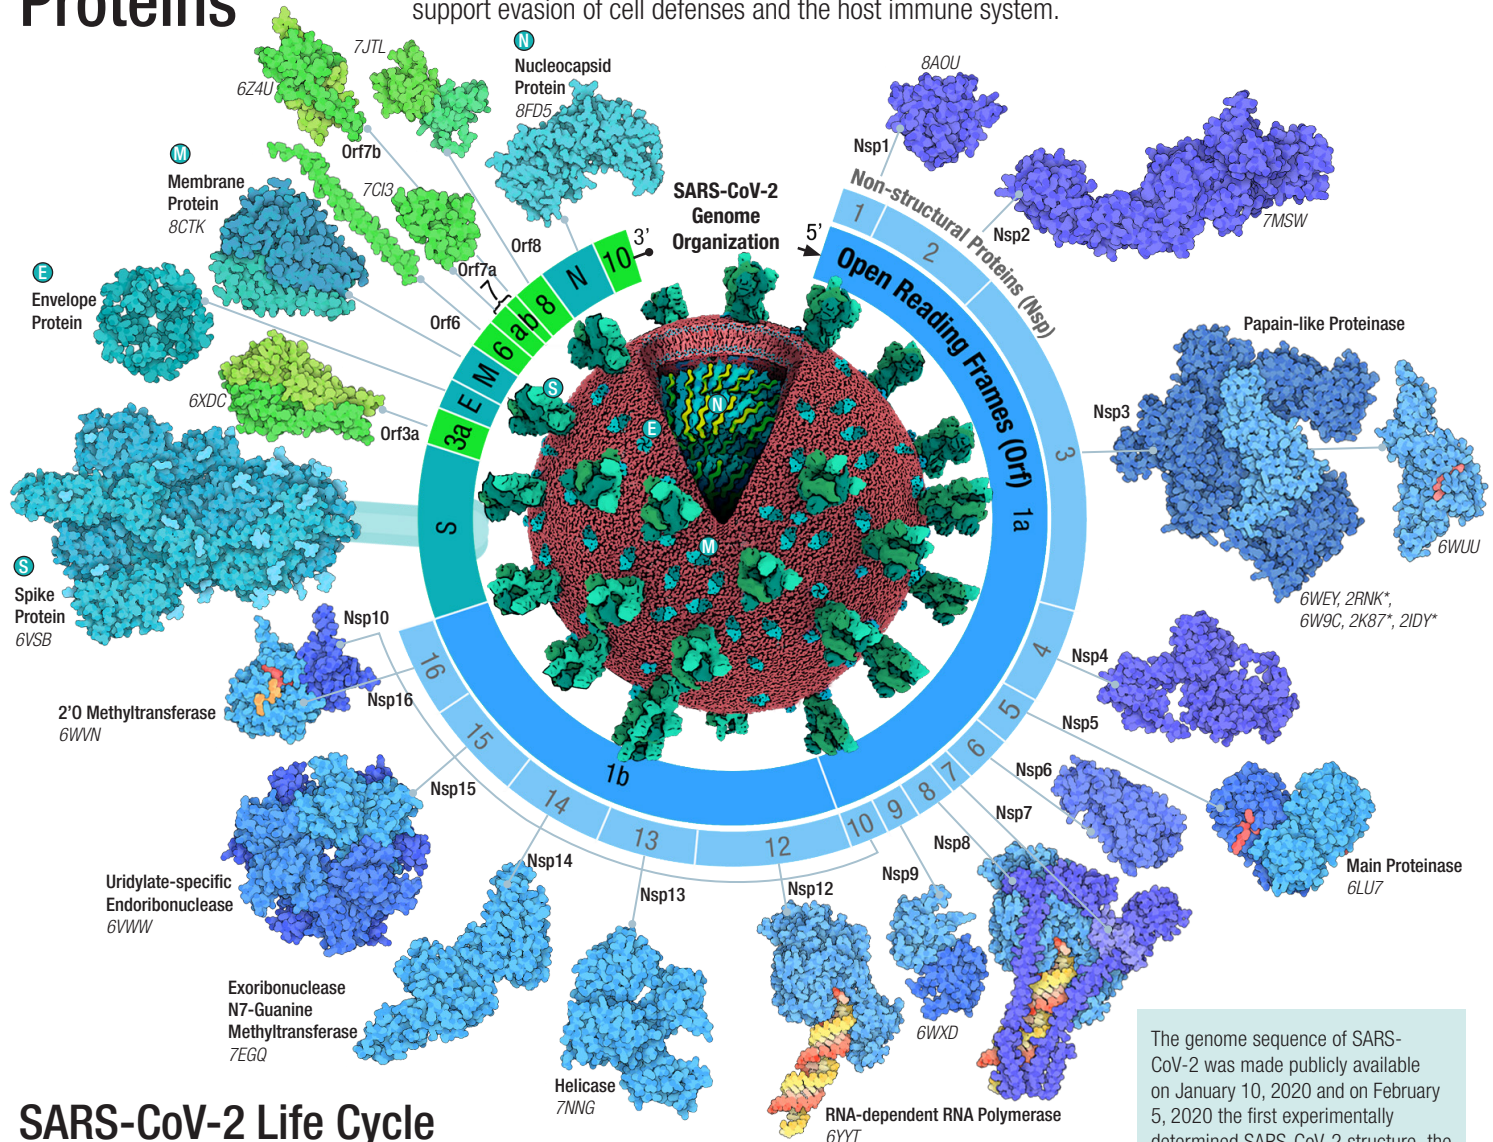 Proteins
support evasion of cell defenses and the host immune system.
6Z4U
7JTL
Orf7b
N
Nucleocapsid
Protein
8FD5
M
Membrane
Protein
8CTK
7CI3
Orf8
Orf7a
Orf6
E
Envelope
Protein
6XDC
Orf3a
S
Spike
Protein
6VSB
SARS-CoV-2
Genome
Organization
3’
5’
10
N
8
7
ab
6
M
E
3a
S
8AOU
Nsp1
Non-structural Proteins (Nsp)
Nsp2
7MSW
1
2
3
4
5
6
7
8
9
10
12
13
14
15
16
Open Reading Frames (Orf)
1a
1b
S
N
E
M
Papain-like Proteinase
Nsp3
6WUU
6WEY, 2RNK*,
6W9C, 2K87*, 2IDY*
Nsp4
Nsp5
Nsp6
Nsp7
Nsp8
Nsp9
Main Proteinase
6LU7
Nsp10
Nsp16
2’O Methyltransferase
6WVN
Nsp15
Uridylate-specific
Endoribonuclease
6VWW
Nsp14
Exoribonuclease
N7-Guanine
Methyltransferase
7EGQ
Nsp13
Helicase
7NNG
Nsp12
6WXD
RNA-dependent RNA Polymerase
6YYT
The genome sequence of SARS-
CoV-2 was made publicly available
on January 10, 2020 and on February
5, 2020 the first experimentally
determined SARS-CoV-2 structure, the
SARS-CoV-2 Life Cycle